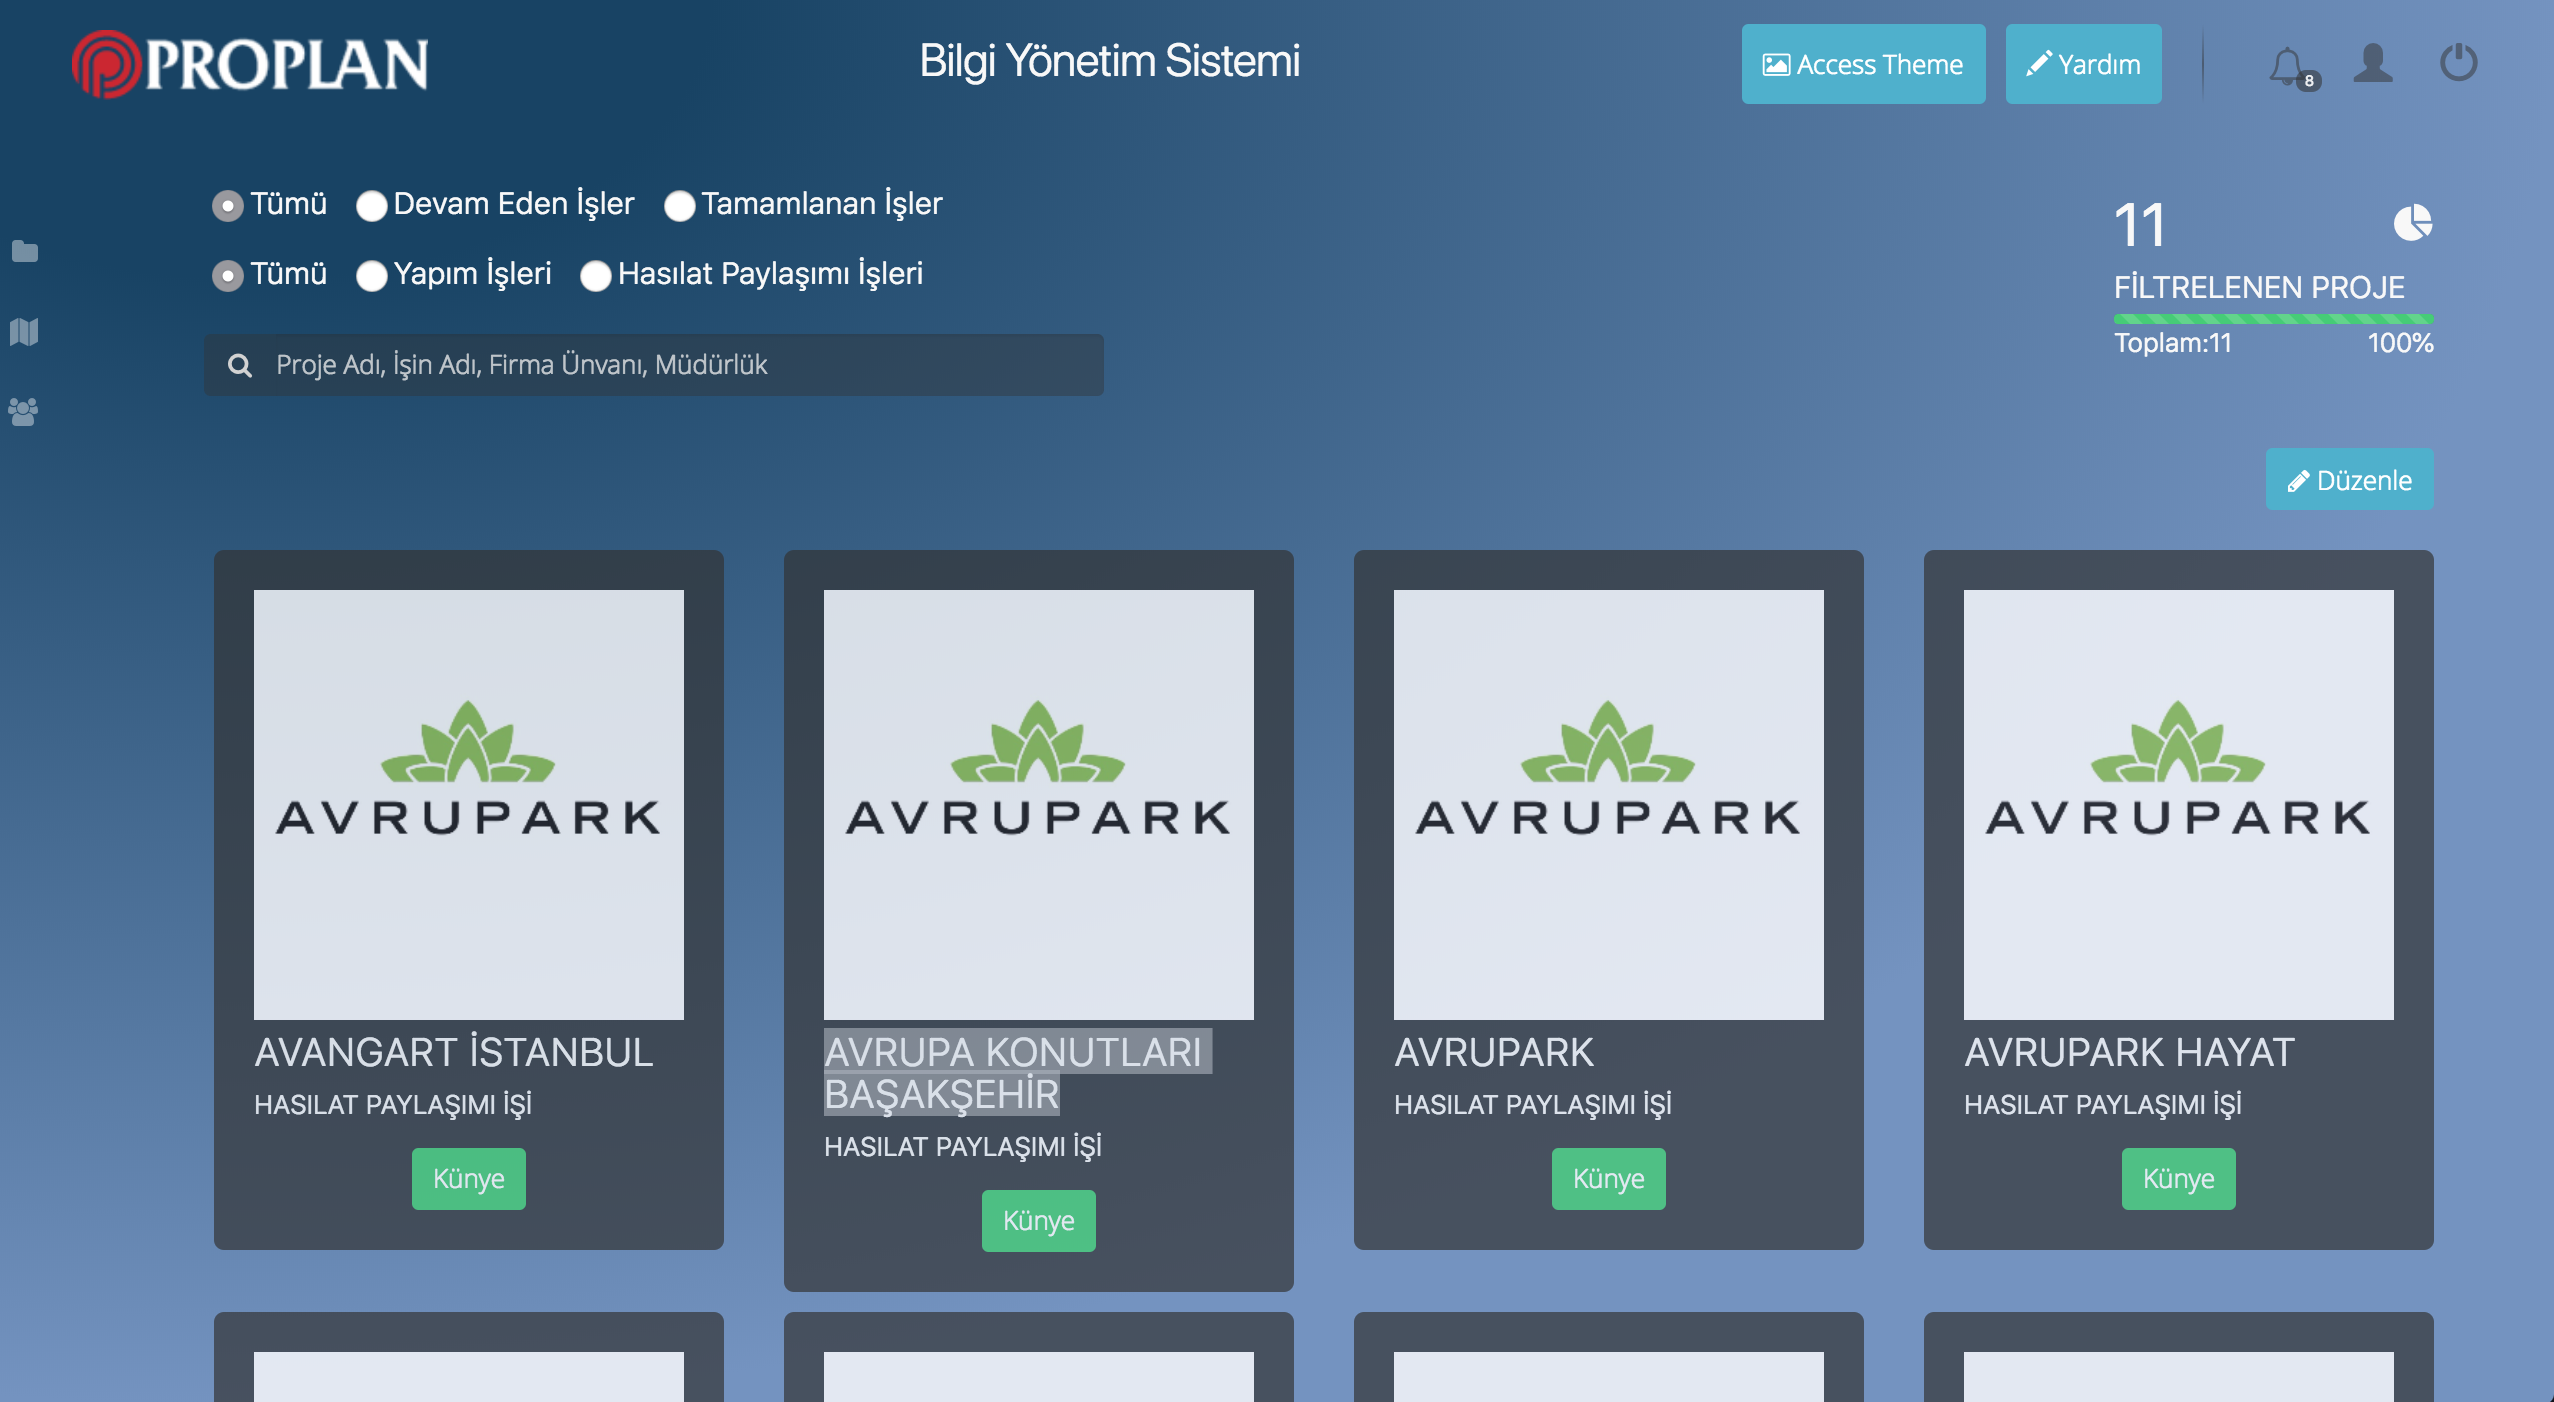 PROPLAN
Bilgi Yönetim Sistemi
Access Theme
Yardım
8
Tümü Devam Eden İşler Tamamlanan İşler
Tümü Yapım İşleri Hasılat Paylaşımı İşleri
Proje Adı, İşin Adı, Firma Ünvanı, Müdürlük
11
FİLTRELENEN PROJE
Toplam:11 100%
Düzenle
AVRUPARK
AVANGART İSTANBUL
HASILAT PAYLAŞIMI İŞİ
Künye
AVRUPARK
AVRUPA KONUTLARI
BAŞAKŞEHİR
HASILAT PAYLAŞIMI İŞİ
Künye
AVRUPARK
AVRUPARK
HASILAT PAYLAŞIMI İŞİ
Künye
AVRUPARK
AVRUPARK HAYAT
HASILAT PAYLAŞIMI İŞİ
Künye